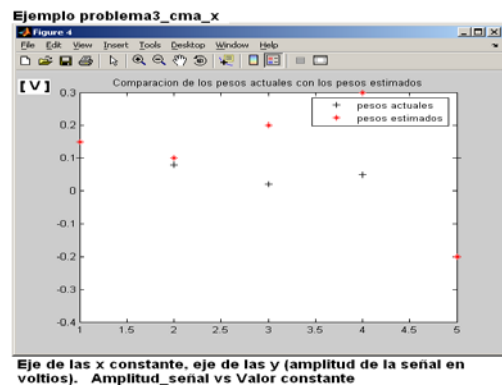 Ejemplo problema3_cma_x
Figure 4
File Edit View Insert Tools Desktop Window Help
[V]
Comparacion de los pesos actuales con los pesos estimados
+ pesos actuales
* pesos estimados
0.3
0.2
0.1
0
-0.1
-0.2
-0.3
-0.4
1 1.5 2 2.5 3 3.5 4 4.5 5
Eje de las x constante, eje de las y (amplitud de la señal en
voltios). Amplitud_señal vs Valor constante